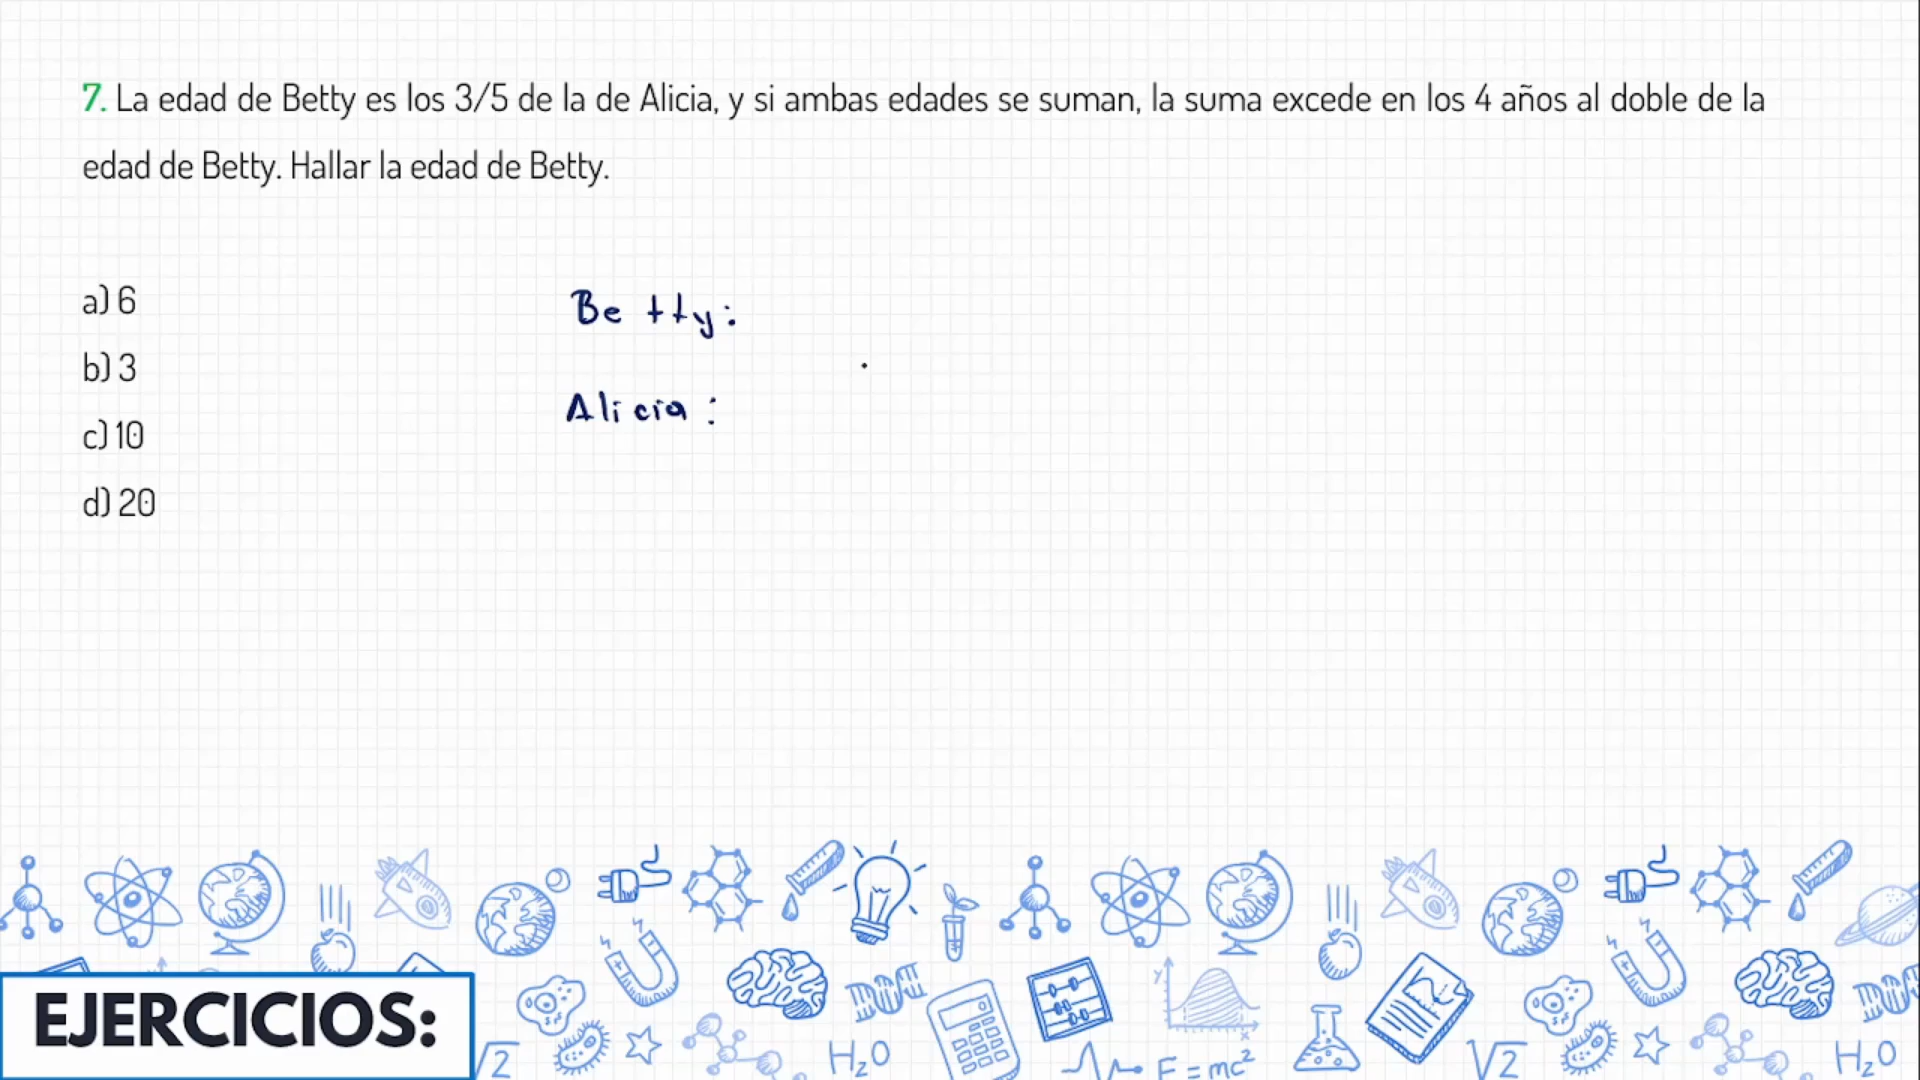 7. La edad de Betty es los 3/5 de la de Alicia, y si ambas edades se suman, la suma excede en los 4 años al doble de la
edad de Betty. Hallar la edad de Betty.
a) 6
b) 3
c) 10
d) 20
Betty:
Alicia:
EJERCICIOS:
√2
H₂O
F=mc²
√2
H₂O
y
x